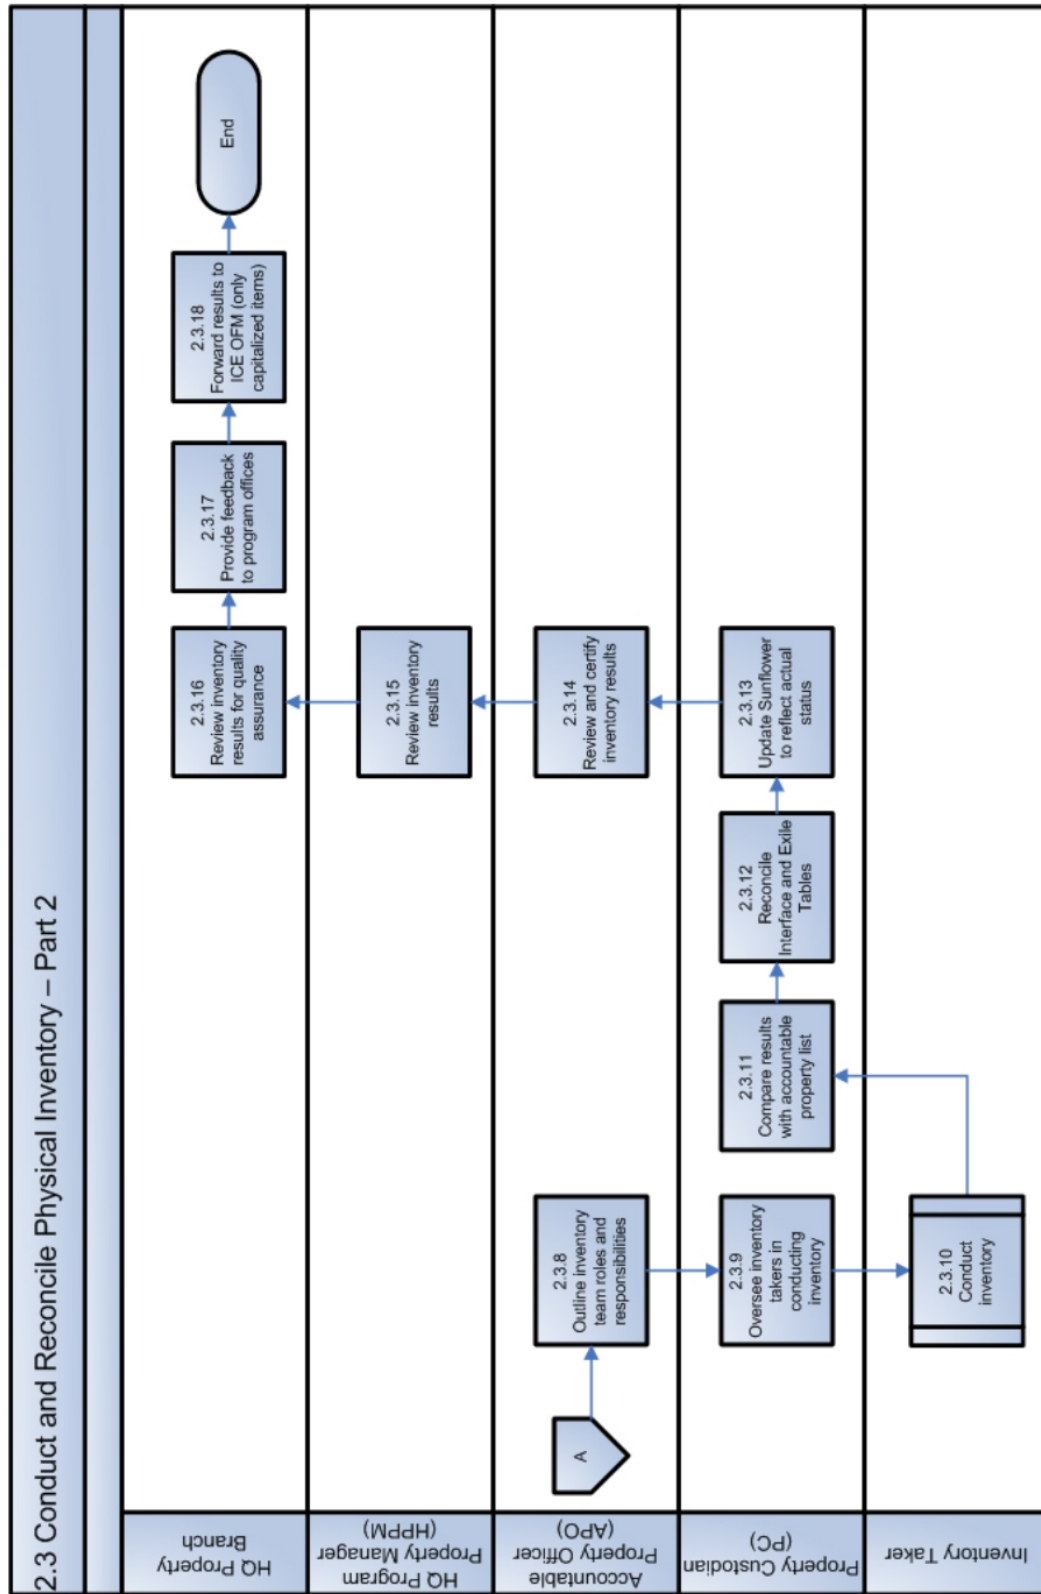 2.3 Conduct and Reconcile Physical Inventory – Part 2
HQ Property
Branch
2.3.16
Review inventory
results for quality
assurance
2.3.17
Provide feedback
to program offices
2.3.18
Forward results to
ICE OFM (only
capitalized items)
End
HQ Program
Property Manager
(HPPM)
2.3.15
Review inventory
results
Accountable
Property Officer
(APO)
A
2.3.8
Outline inventory
team roles and
responsibilities
2.3.14
Review and certify
inventory results
Property Custodian
(PC)
2.3.9
Oversee inventory
takers in
conducting
inventory
2.3.11
Compare results
with accountable
property list
2.3.12
Reconcile
Interface and Exile
Tables
2.3.13
Update Sunflower
to reflect actual
status
Inventory Taker
2.3.10
Conduct
inventory